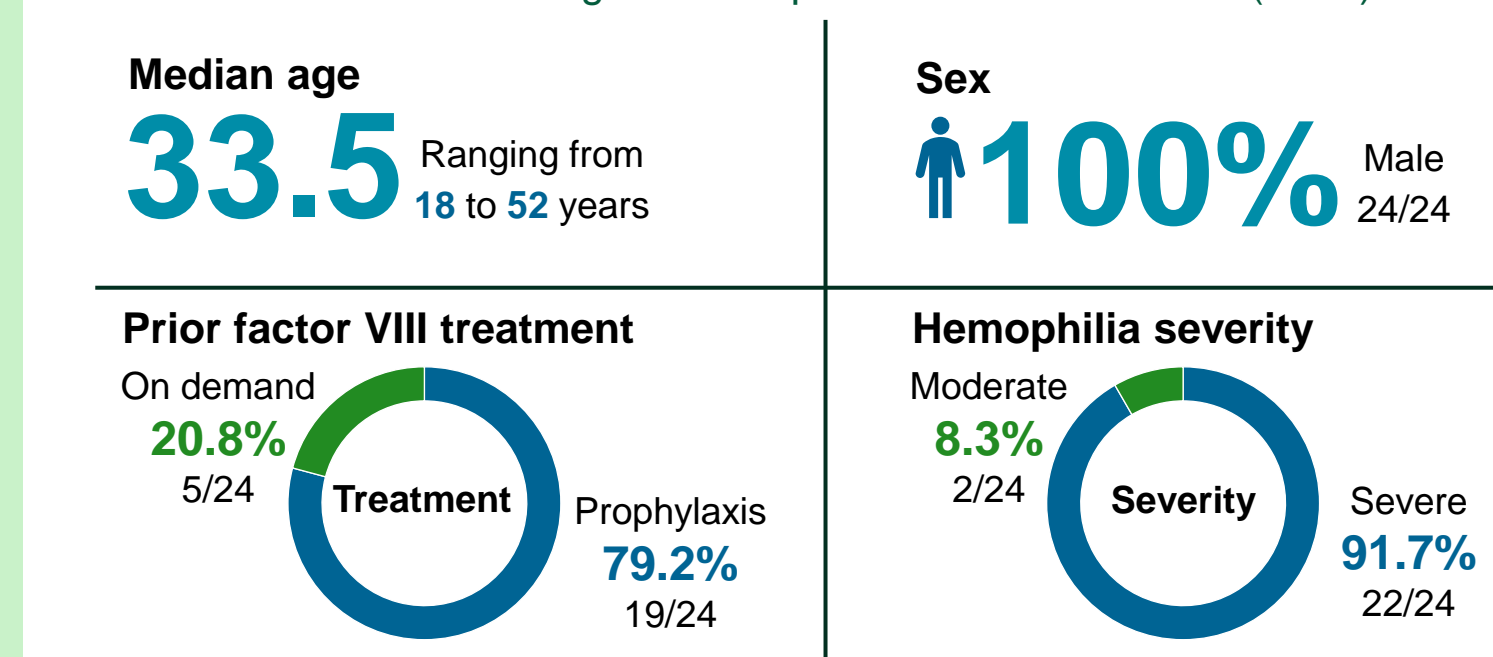 Median age
33.5
Ranging from
18 to 52 years
Sex
100%
Male
24/24
Prior factor VIII treatment
On demand
20.8%
5/24
Treatment
Prophylaxis
79.2%
19/24
Hemophilia severity
Moderate
8.3%
2/24
Severity
Severe
91.7%
22/24